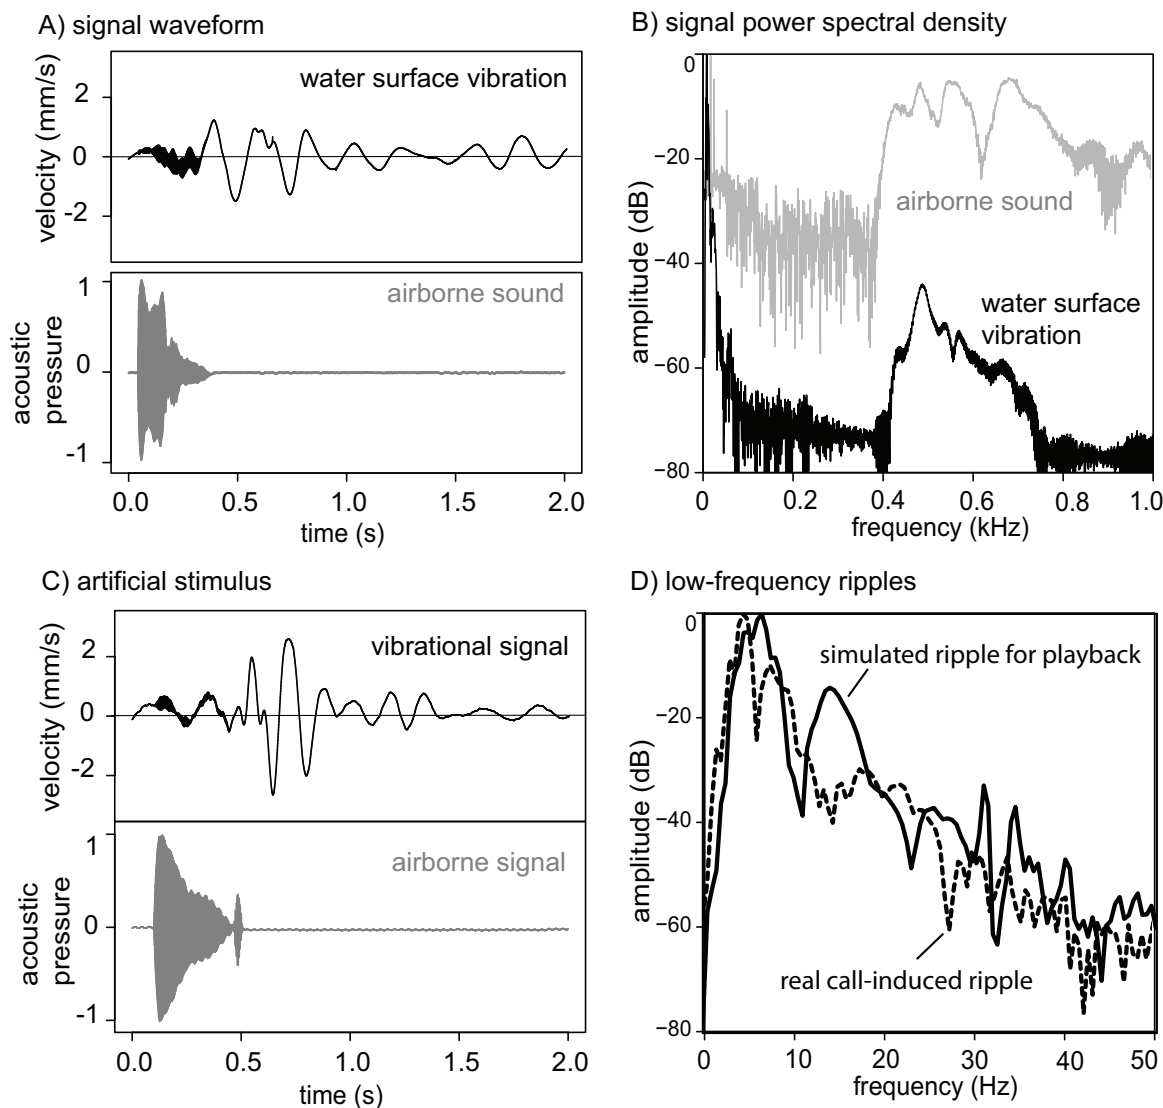 A) signal waveform
water surface vibration
velocity (mm/s)
2
0
-2
airborne sound
acoustic
pressure
1
0
-1
0.0 0.5 1.0 1.5 2.0
time (s)
B) signal power spectral density
airborne sound
water surface
vibration
amplitude (dB)
0
−20
−40
−60
−80
0 0.2 0.4 0.6 0.8 1.0
frequency (kHz)
C) artificial stimulus
vibrational signal
velocity (mm/s)
2
0
-2
airborne signal
acoustic
pressure
1
0
-1
0.0 0.5 1.0 1.5 2.0
time (s)
D) low-frequency ripples
simulated ripple for playback
real call-induced ripple
amplitude (dB)
0
−20
−40
−60
−80
0 10 20 30 40 50
frequency (Hz)